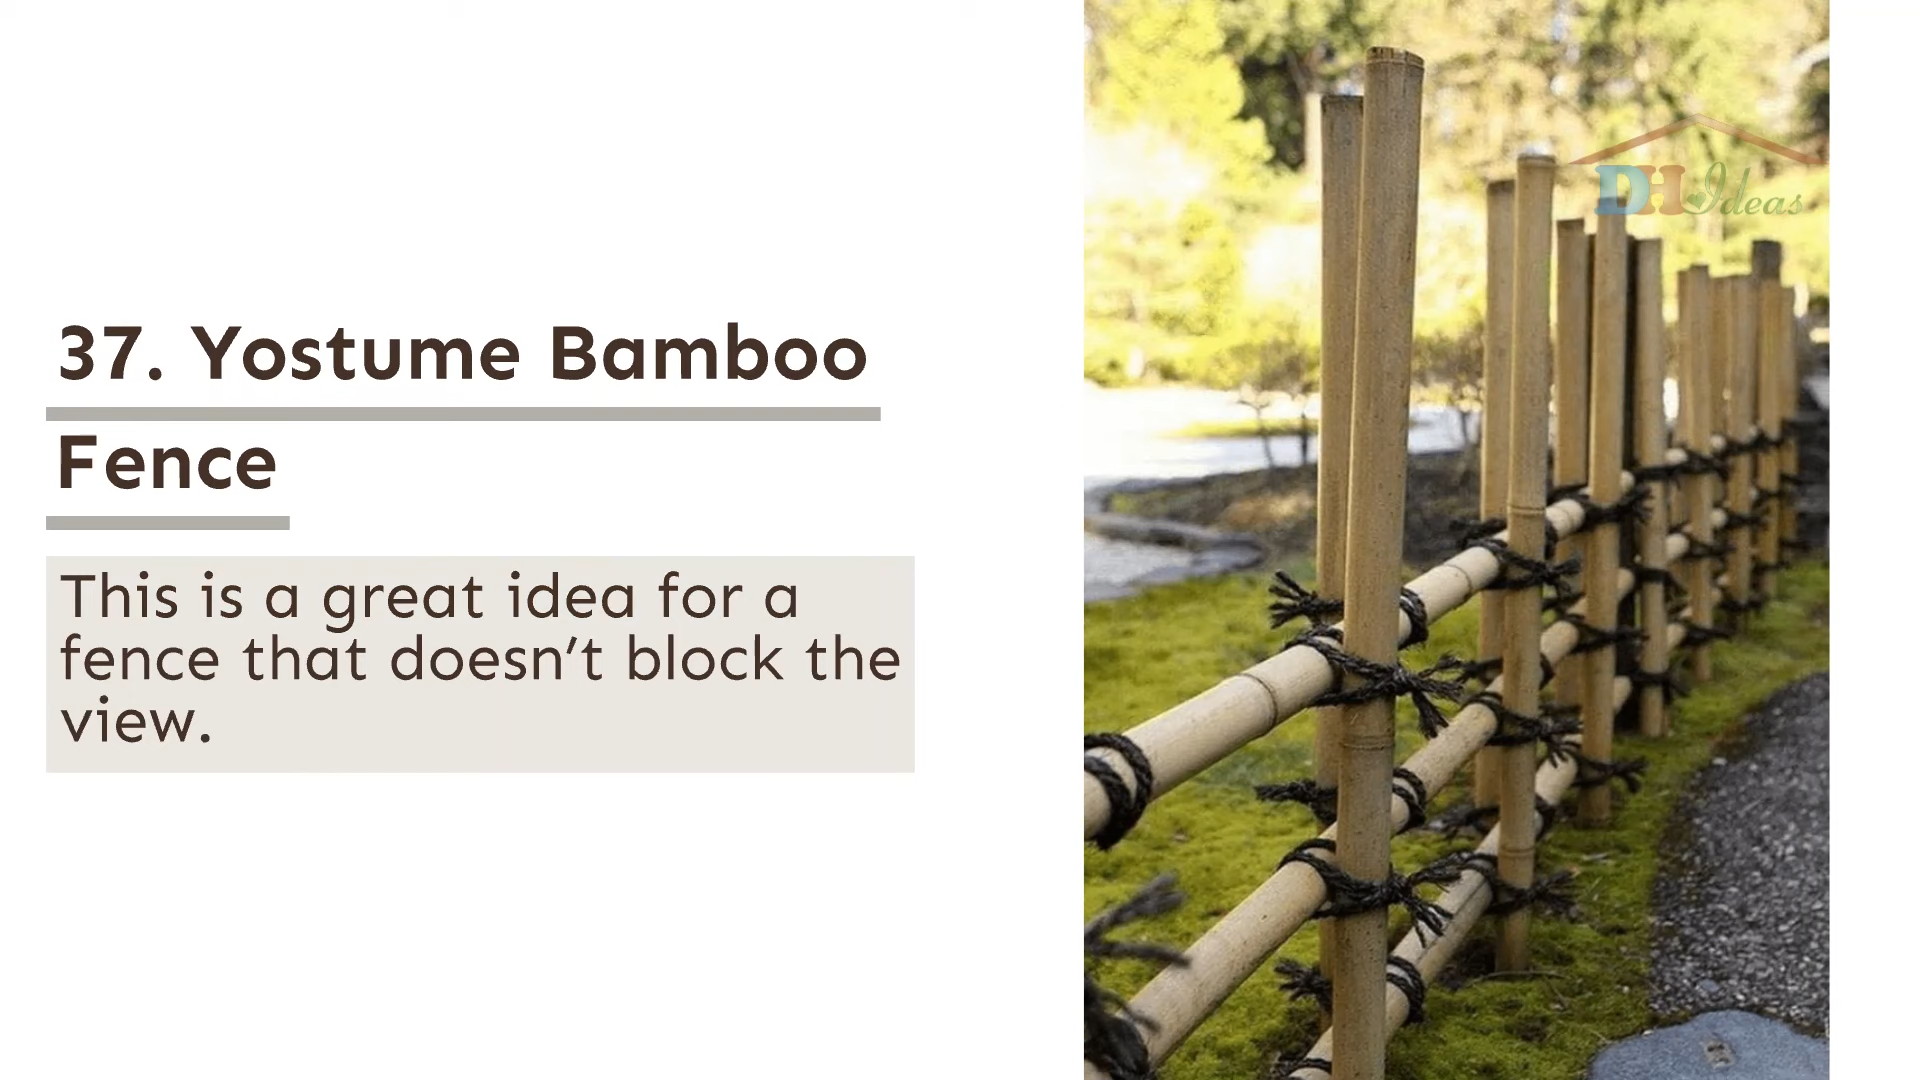 37. Yostume Bamboo
Fence
This is a great idea for a
fence that doesn’t block the
view.
DH Ideas